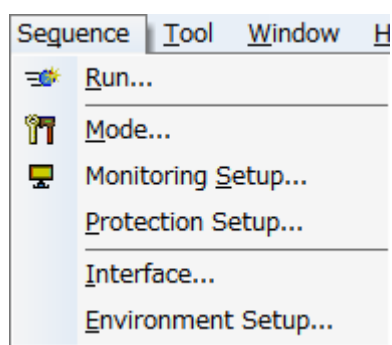 Sequence Tool Window H
Run...
Mode...
Monitoring Setup...
Protection Setup...
Interface...
Environment Setup...